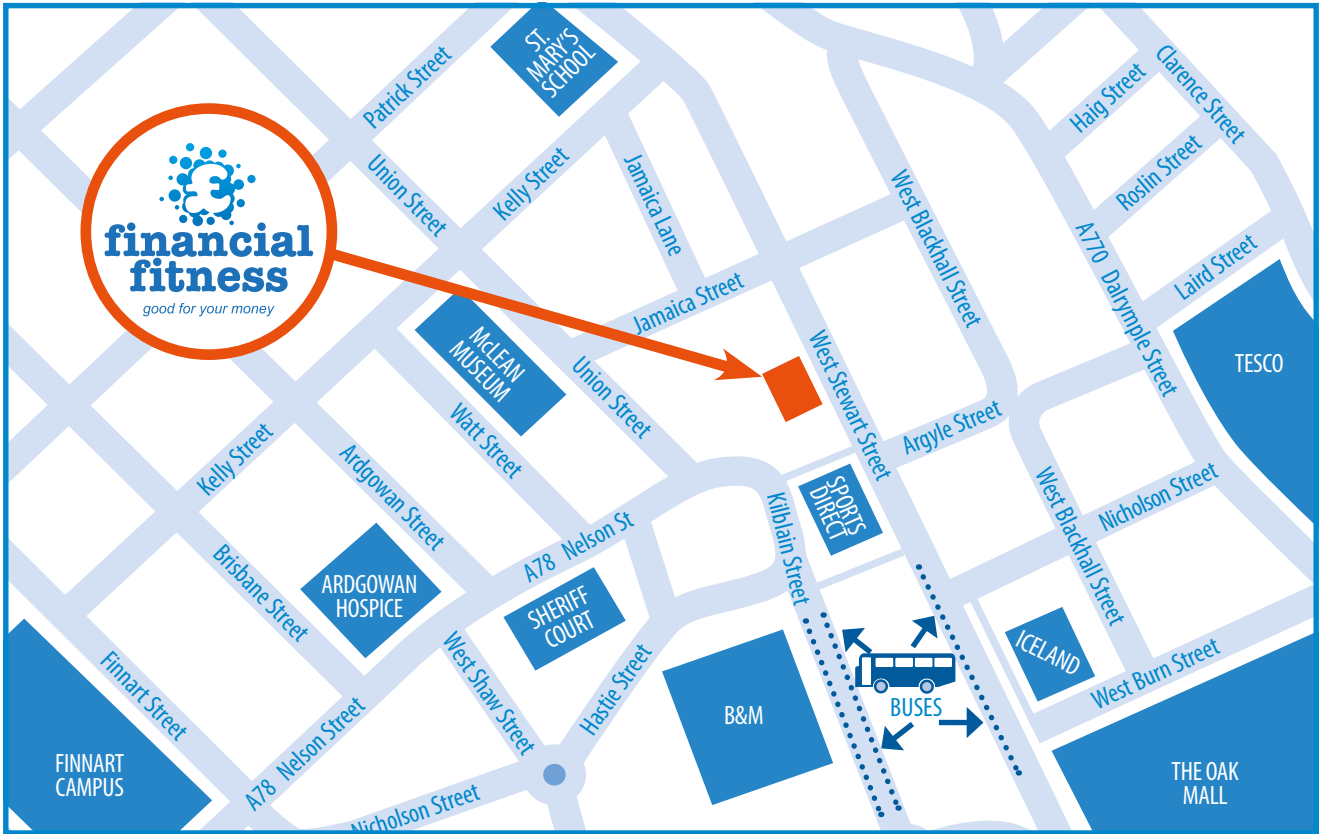 ST.
MARY'S
SCHOOL
Patrick Street
Clarence Street
Haig Street
Union Street
Kelly Street
Jamaica Lane
West Blackhall Street
Roslin Street
£
financial
fitness
good for your money
A770 Dalrymple Street
Laird Street
Jamaica Street
McLEAN
MUSEUM
West Stewart Street
TESCO
Union Street
Watt Street
Kelly Street
Ardgowan Street
Argyle Street
SPORTS
DIRECT
Kilblain Street
West Blackhall Street
Nicholson Street
A78 Nelson St
Brisbane Street
ARDGOWAN
HOSPICE
SHERIFF
COURT
ICELAND
West Burn Street
Finnart Street
West Shaw Street
Hastie Street
B&M
BUSES
FINNART
CAMPUS
A78 Nelson Street
Nicholson Street
THE OAK
MALL